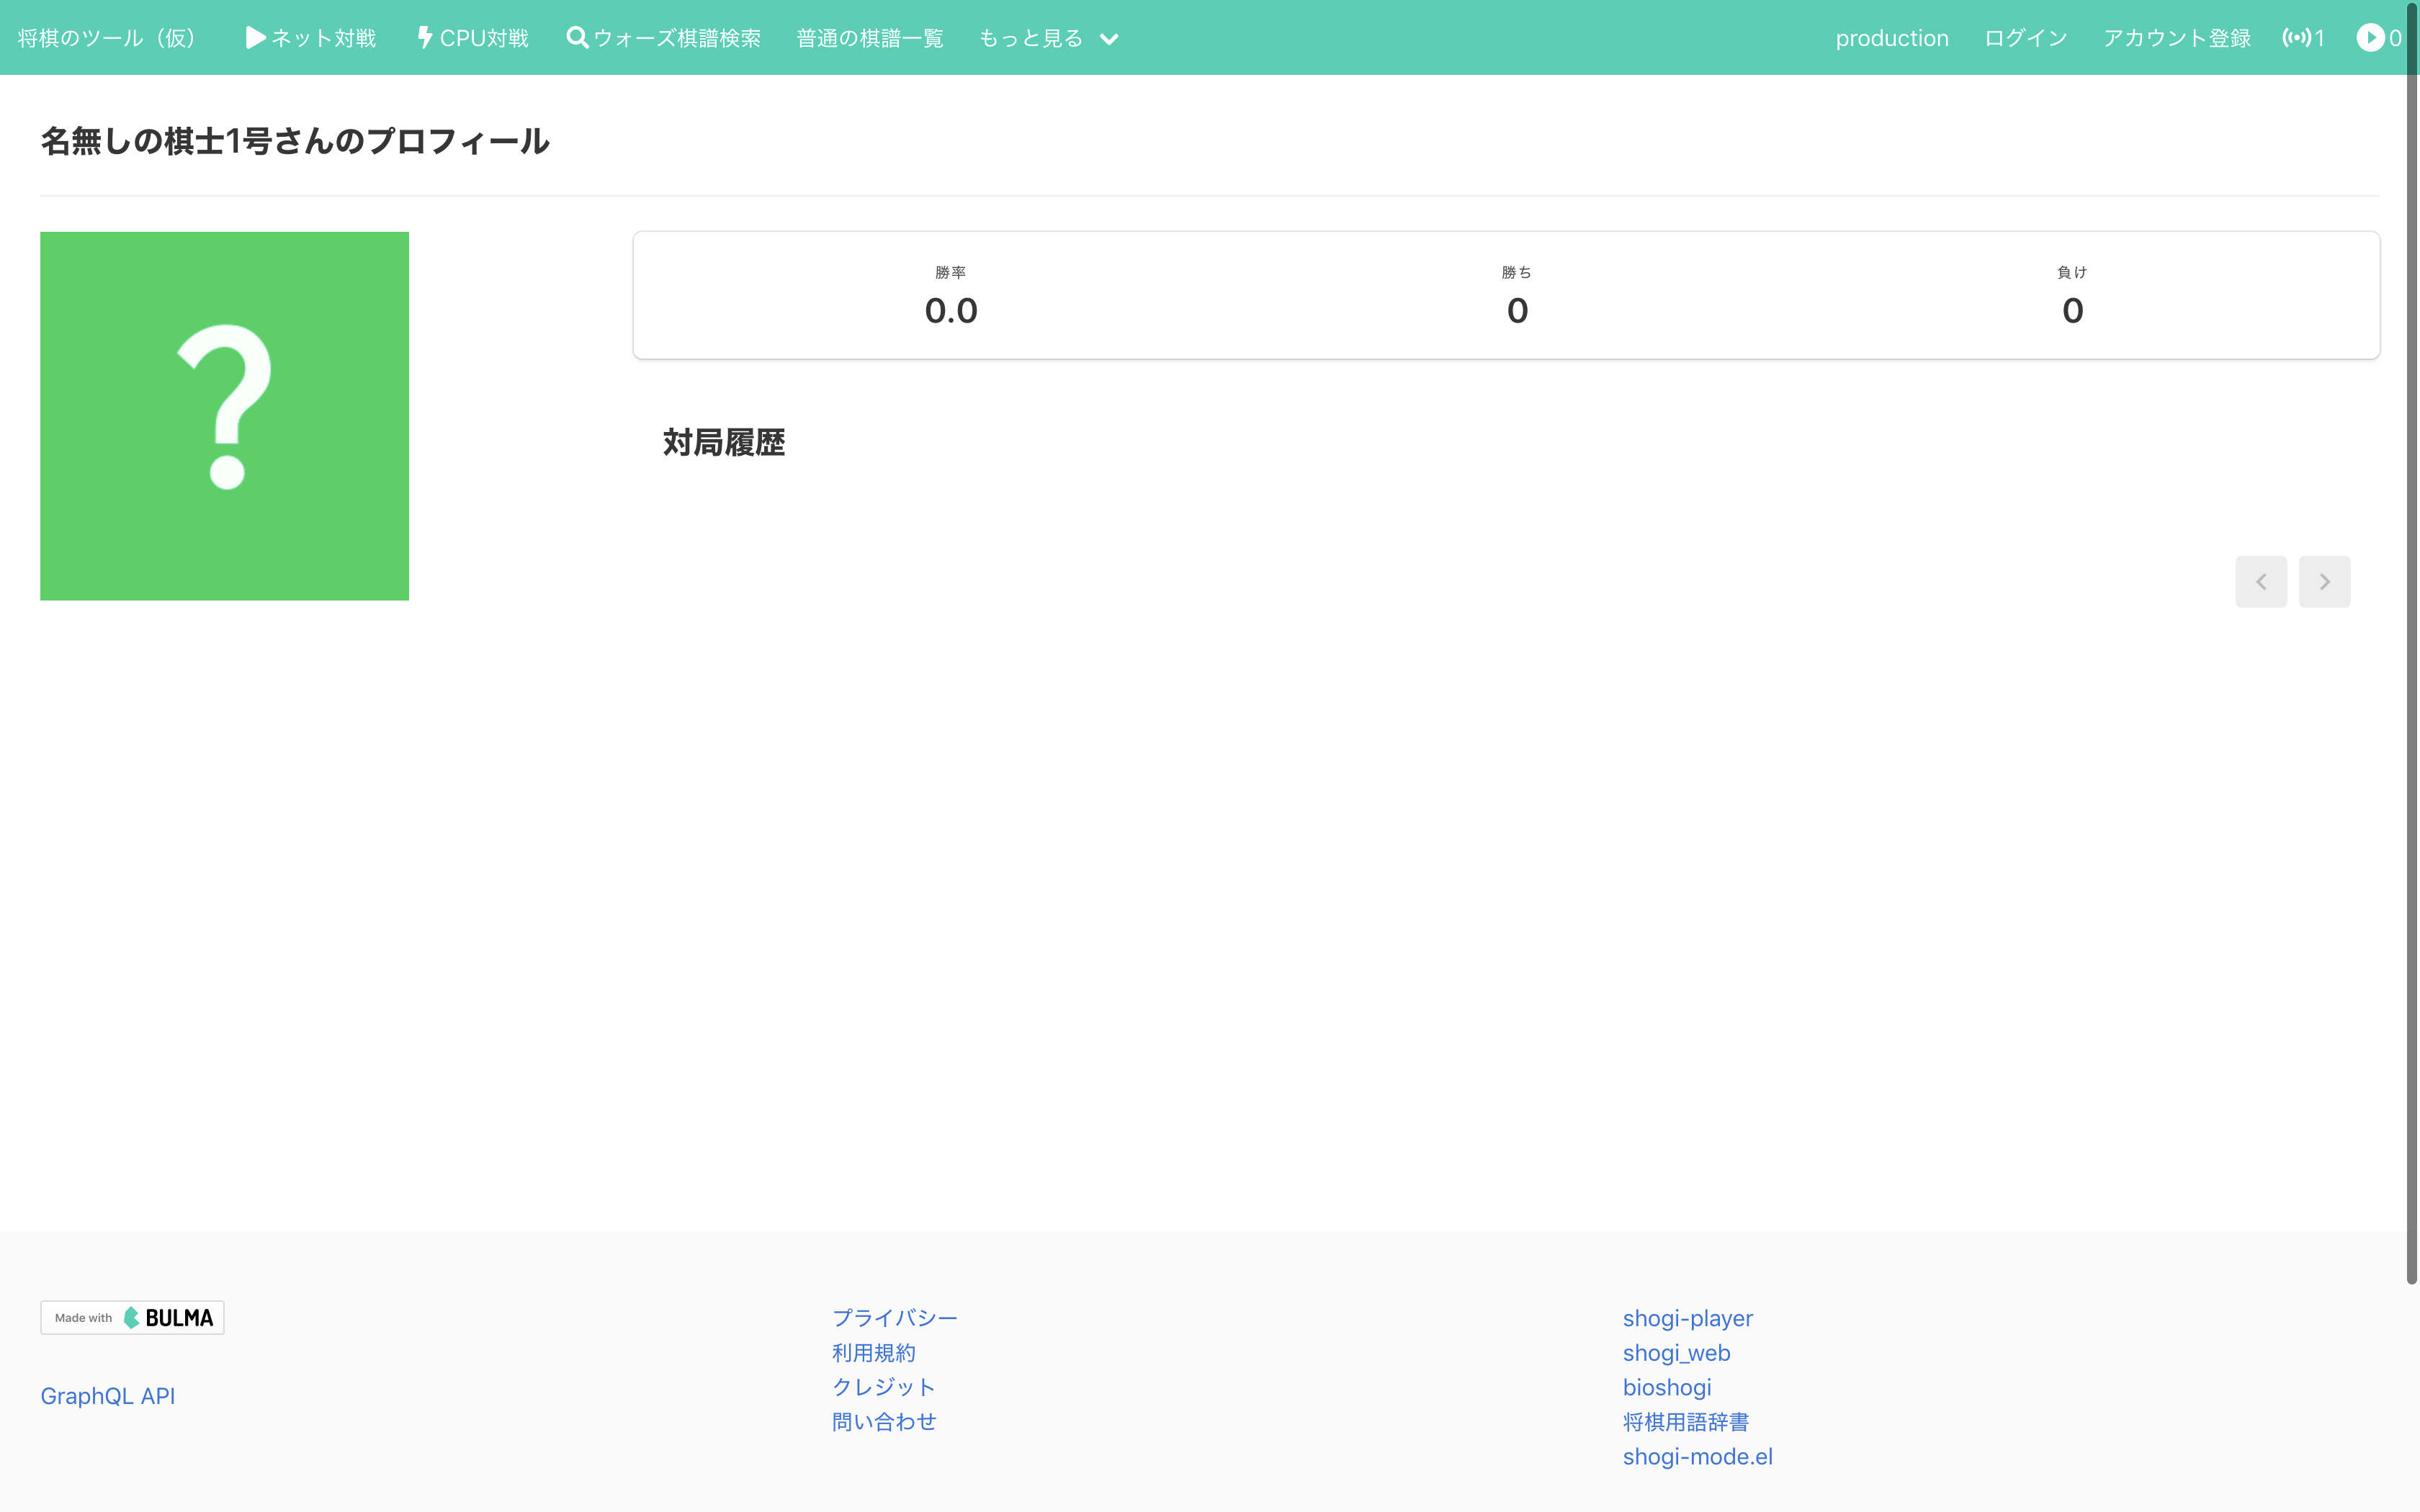 将棋のツール（仮） ネット対戦 CPU対戦 ウォーズ棋譜検索 普通の棋譜一覧 もっと見る production ログイン アカウント登録 1 0
名無しの棋士1号さんのプロフィール
勝率 勝ち 負け
0.0 0 0
対局履歴
Made with BULMA
GraphQL API
プライバシー
利用規約
クレジット
問い合わせ
shogi-player
shogi_web
bioshogi
将棋用語辞書
shogi-mode.el